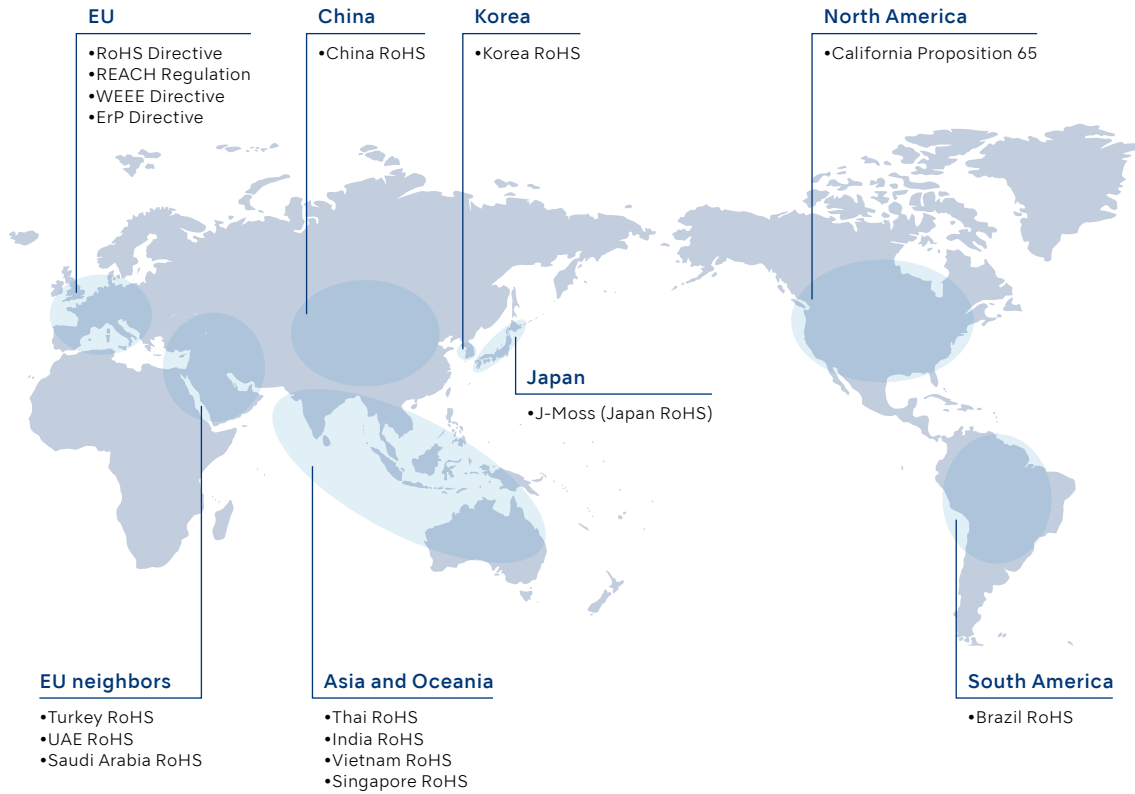 EU
•RoHS Directive
•REACH Regulation
•WEEE Directive
•ErP Directive
China
•China RoHS
Korea
•Korea RoHS
North America
•California Proposition 65
Japan
•J-Moss (Japan RoHS)
EU neighbors
•Turkey RoHS
•UAE RoHS
•Saudi Arabia RoHS
Asia and Oceania
•Thai RoHS
•India RoHS
•Vietnam RoHS
•Singapore RoHS
South America
•Brazil RoHS